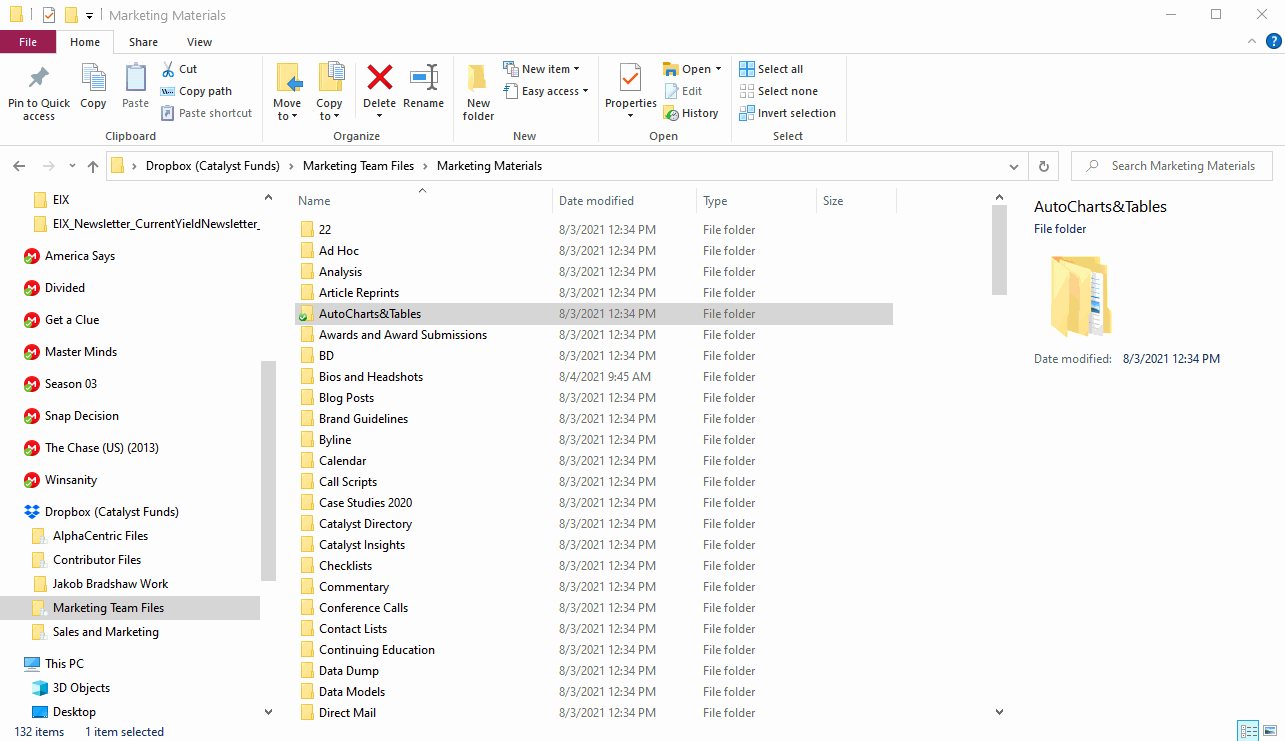 Marketing Materials
File Home Share View
Pin to Quick access
Copy
Paste
Cut
Copy path
Paste shortcut
Clipboard
Move to
Copy to
Delete
Rename
Organize
New folder
New item
Easy access
New
Properties
Open
Edit
History
Open
Select all
Select none
Invert selection
Select
Dropbox (Catalyst Funds) › Marketing Team Files › Marketing Materials
Search Marketing Materials
EIX
EIX_Newsletter_CurrentYieldNewsletter_
America Says
Divided
Get a Clue
Master Minds
Season 03
Snap Decision
The Chase (US) (2013)
Winsanity
Dropbox (Catalyst Funds)
AlphaCentric Files
Contributor Files
Jakob Bradshaw Work
Marketing Team Files
Sales and Marketing
This PC
3D Objects
Desktop
Name Date modified Type Size
22 8/3/2021 12:34 PM File folder
Ad Hoc 8/3/2021 12:34 PM File folder
Analysis 8/3/2021 12:34 PM File folder
Article Reprints 8/3/2021 12:34 PM File folder
AutoCharts&Tables 8/3/2021 12:34 PM File folder
Awards and Award Submissions 8/3/2021 12:34 PM File folder
BD 8/3/2021 12:34 PM File folder
Bios and Headshots 8/4/2021 9:45 AM File folder
Blog Posts 8/3/2021 12:34 PM File folder
Brand Guidelines 8/3/2021 12:34 PM File folder
Byline 8/3/2021 12:34 PM File folder
Calendar 8/3/2021 12:34 PM File folder
Call Scripts 8/3/2021 12:34 PM File folder
Case Studies 2020 8/3/2021 12:34 PM File folder
Catalyst Directory 8/3/2021 12:34 PM File folder
Catalyst Insights 8/3/2021 12:34 PM File folder
Checklists 8/3/2021 12:34 PM File folder
Commentary 8/3/2021 12:34 PM File folder
Conference Calls 8/3/2021 12:34 PM File folder
Contact Lists 8/3/2021 12:34 PM File folder
Continuing Education 8/3/2021 12:34 PM File folder
Data Dump 8/3/2021 12:34 PM File folder
Data Models 8/3/2021 12:34 PM File folder
Direct Mail 8/3/2021 12:34 PM File folder
AutoCharts&Tables
File folder
Date modified: 8/3/2021 12:34 PM
132 items 1 item selected